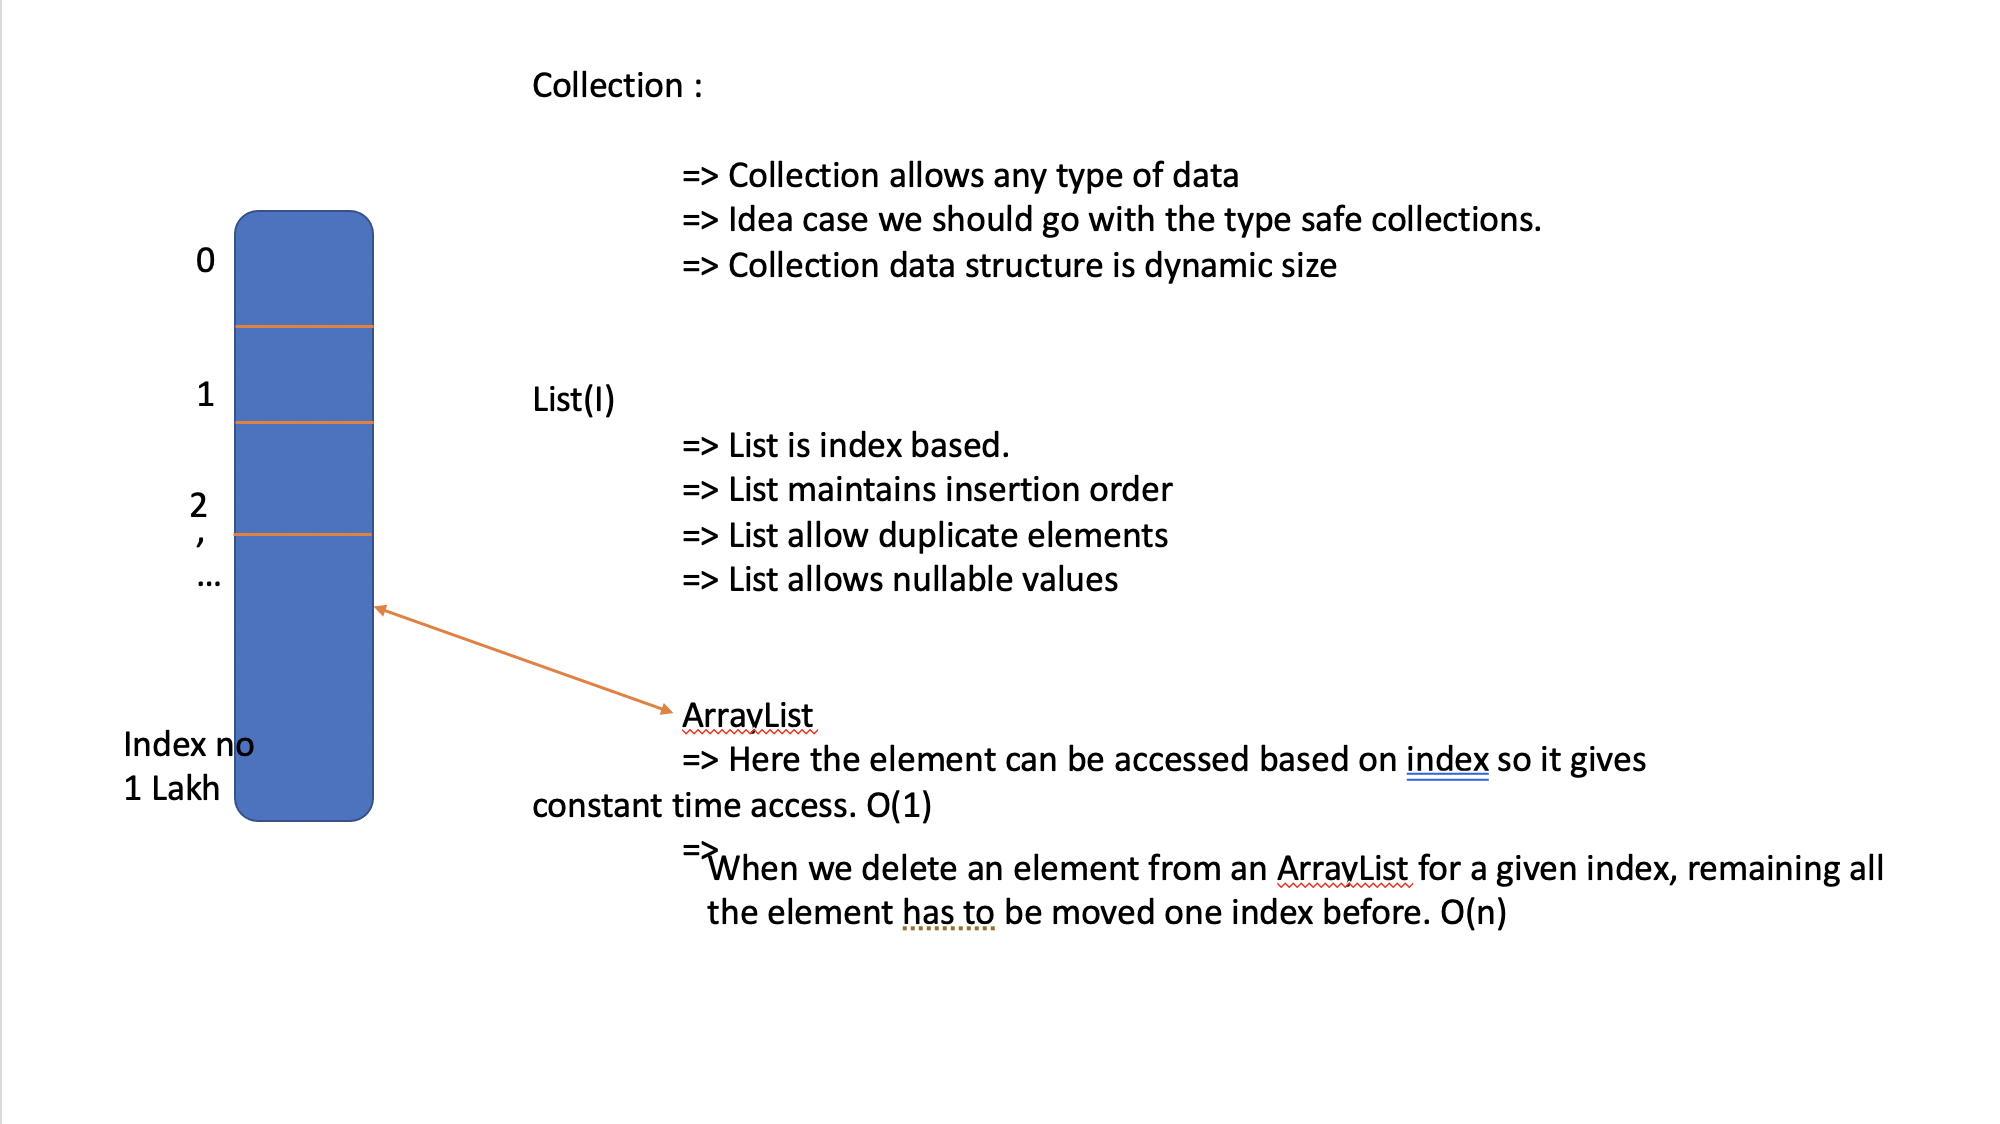 Collection :
=> Collection allows any type of data
=> Idea case we should go with the type safe collections.
=> Collection data structure is dynamic size
0
1
2
,
...
Index no
1 Lakh
List(I)
=> List is index based.
=> List maintains insertion order
=> List allow duplicate elements
=> List allows nullable values
ArrayList
=> Here the element can be accessed based on index so it gives
constant time access. O(1)
=>
When we delete an element from an ArrayList for a given index, remaining all
the element has to be moved one index before. O(n)